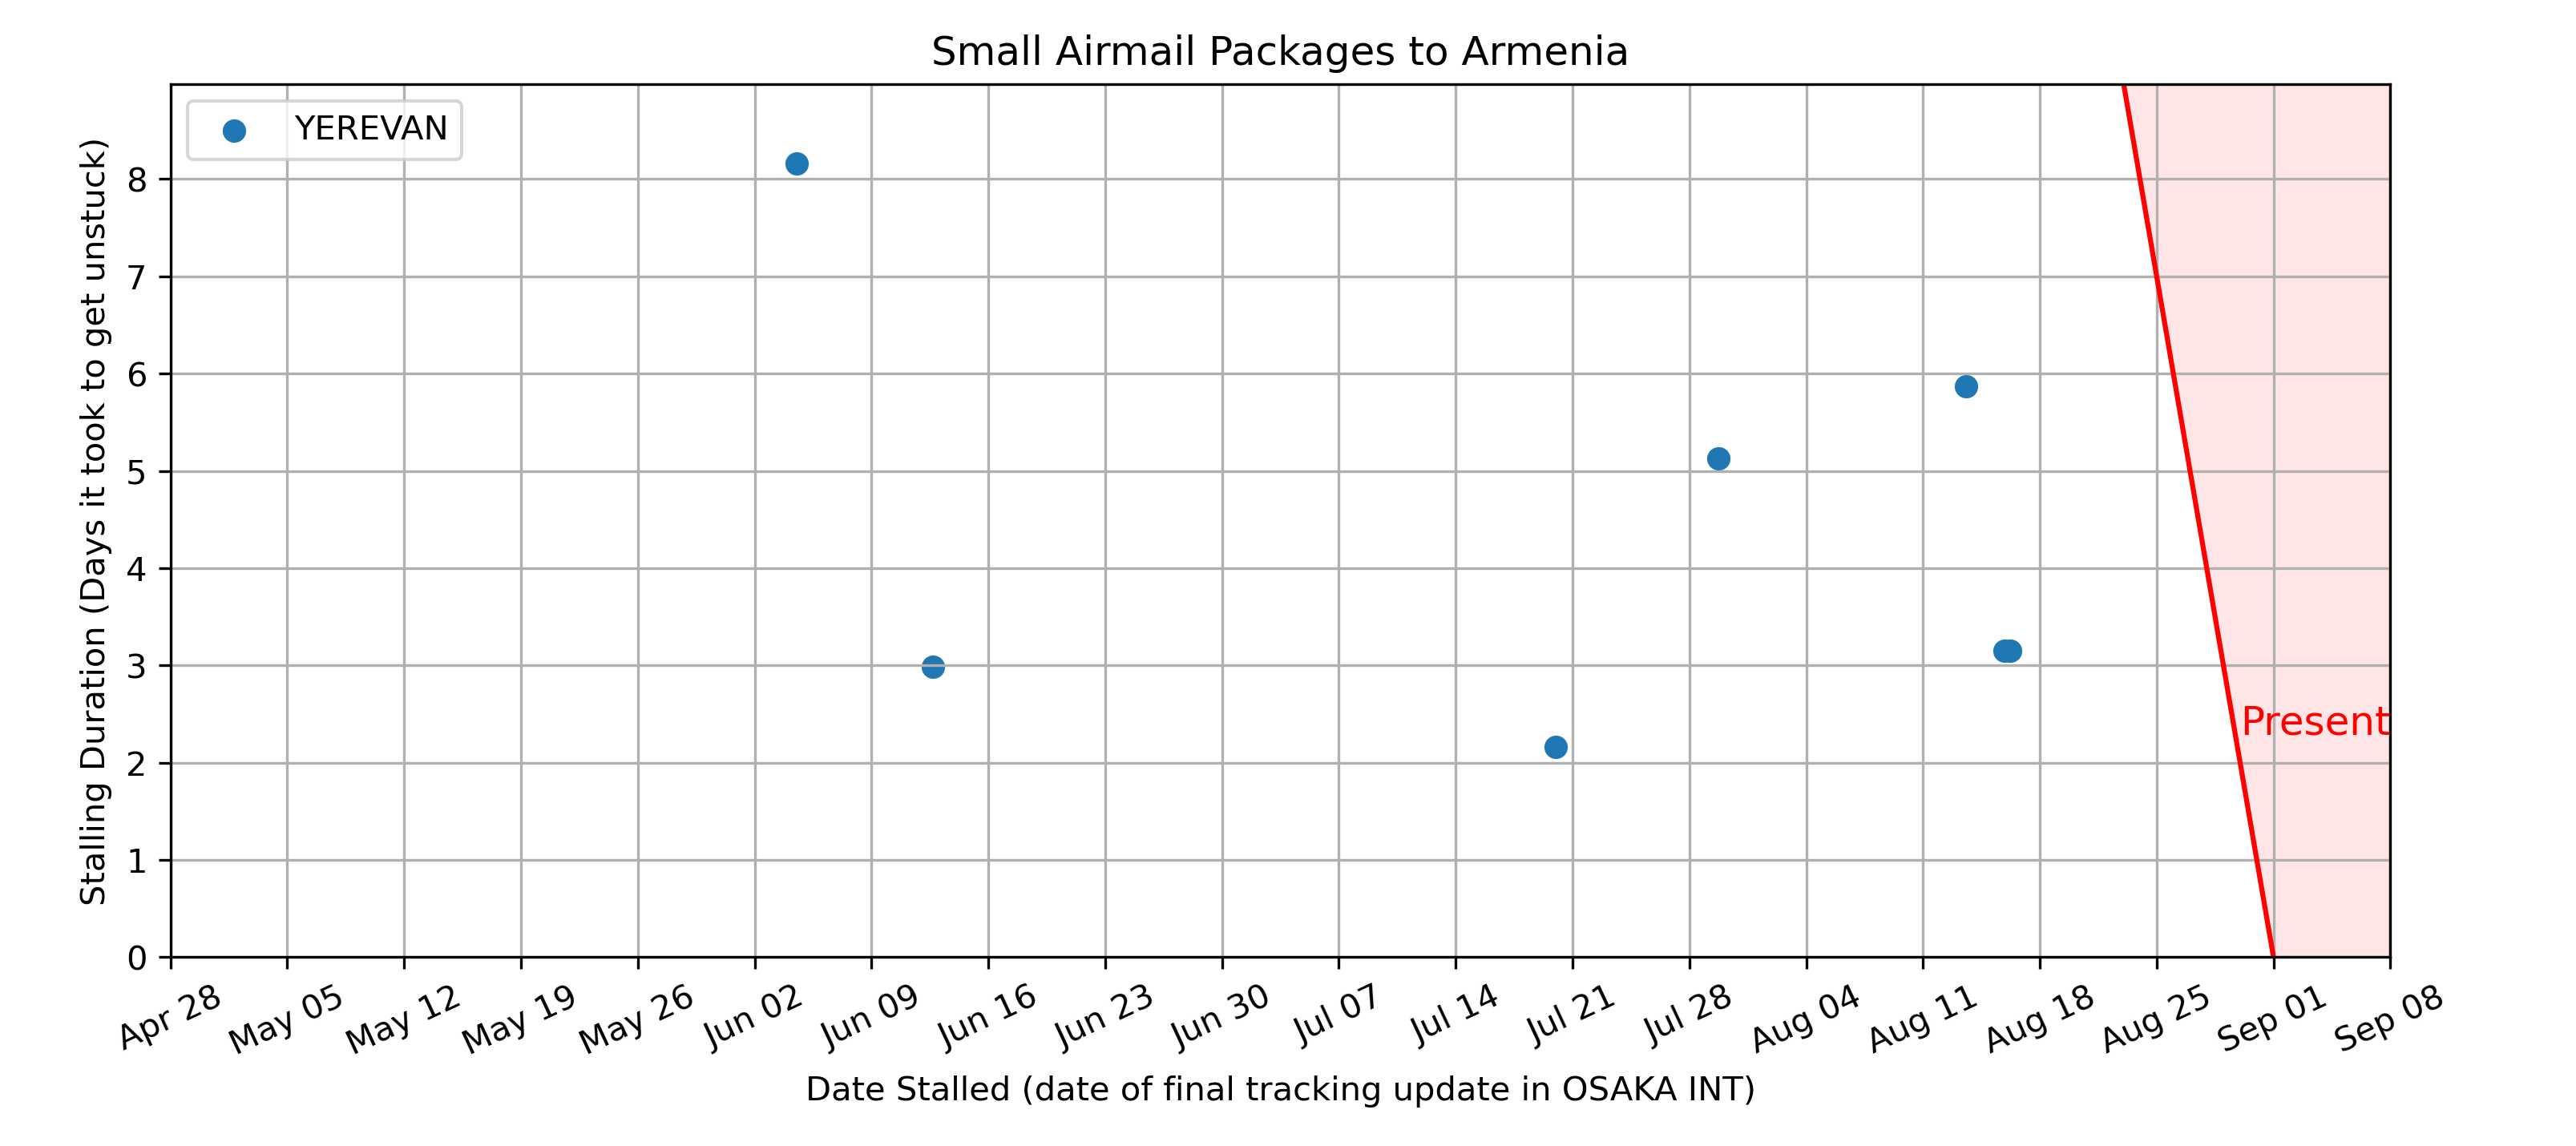 Small Airmail Packages to Armenia
YEREVAN
Stalling Duration (Days it took to get unstuck)
8
7
6
5
4
3
2
1
0
Present
Apr 28
May 05
May 12
May 19
May 26
Jun 02
Jun 09
Jun 16
Jun 23
Jun 30
Jul 07
Jul 14
Jul 21
Jul 28
Aug 04
Aug 11
Aug 18
Aug 25
Sep 01
Sep 08
Date Stalled (date of final tracking update in OSAKA INT)